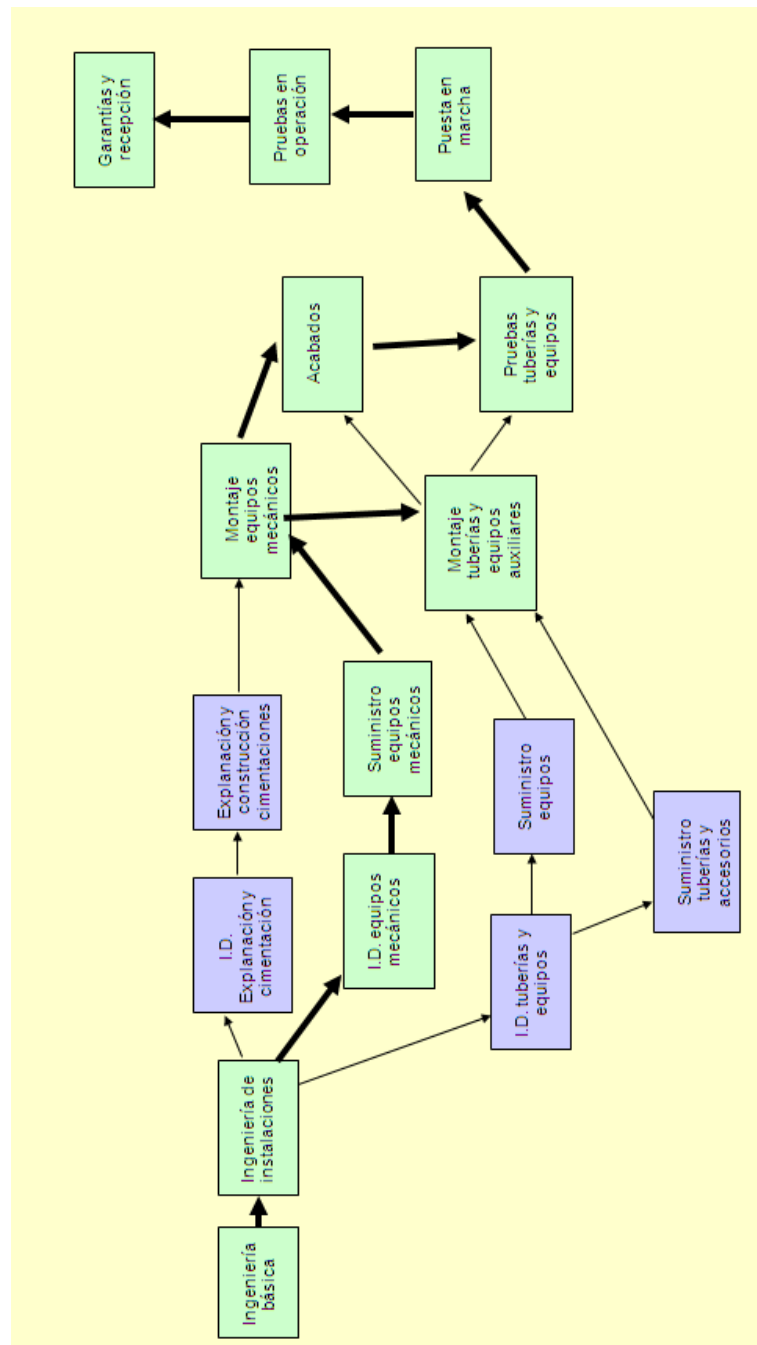 Ingeniería
básica
Ingeniería de
instalaciones
I.D.
Explanación y
cimentación
Explanación y
construcción
cimentaciones
I.D. equipos
mecánicos
Suministro
equipos
mecánicos
I.D. tuberías y
equipos
Suministro
equipos
Suministro
tuberías y
accesorios
Montaje
equipos
mecánicos
Montaje
tuberías y
equipos
auxiliares
Acabados
Pruebas
tuberías y
equipos
Puesta en
marcha
Pruebas en
operación
Garantías y
recepción